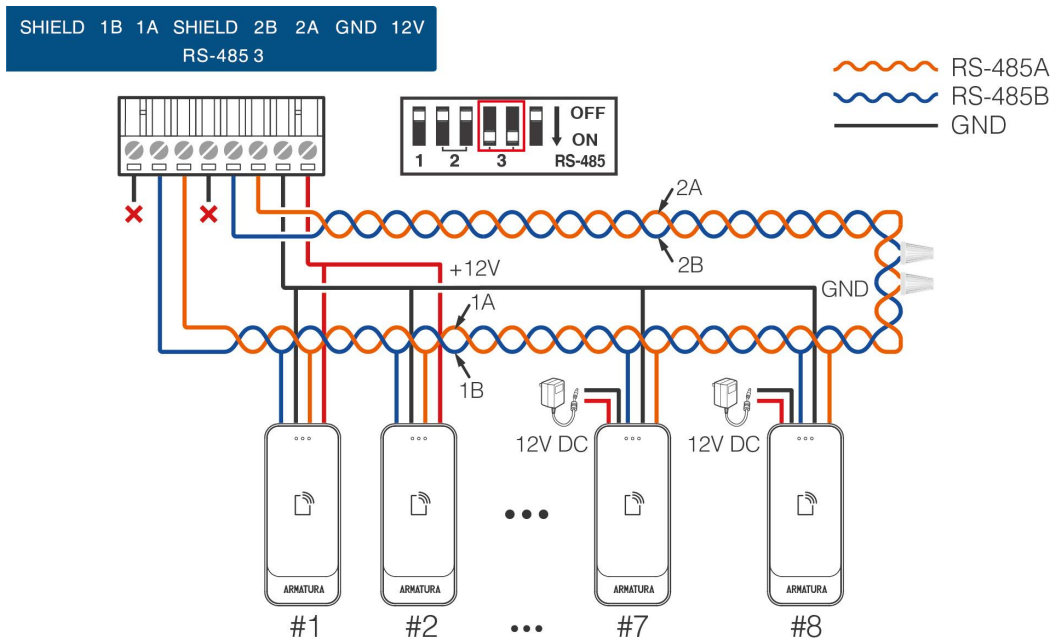 SHIELD 1B 1A SHIELD 2B 2A GND 12V
RS-485 3
RS-485A
RS-485B
GND
OFF
ON
1 2 3 RS-485
2A
2B
+12V
GND
1A
1B
12V DC
12V DC
ARMATURA
ARMATURA
ARMATURA
ARMATURA
#1 #2 ... #7 #8